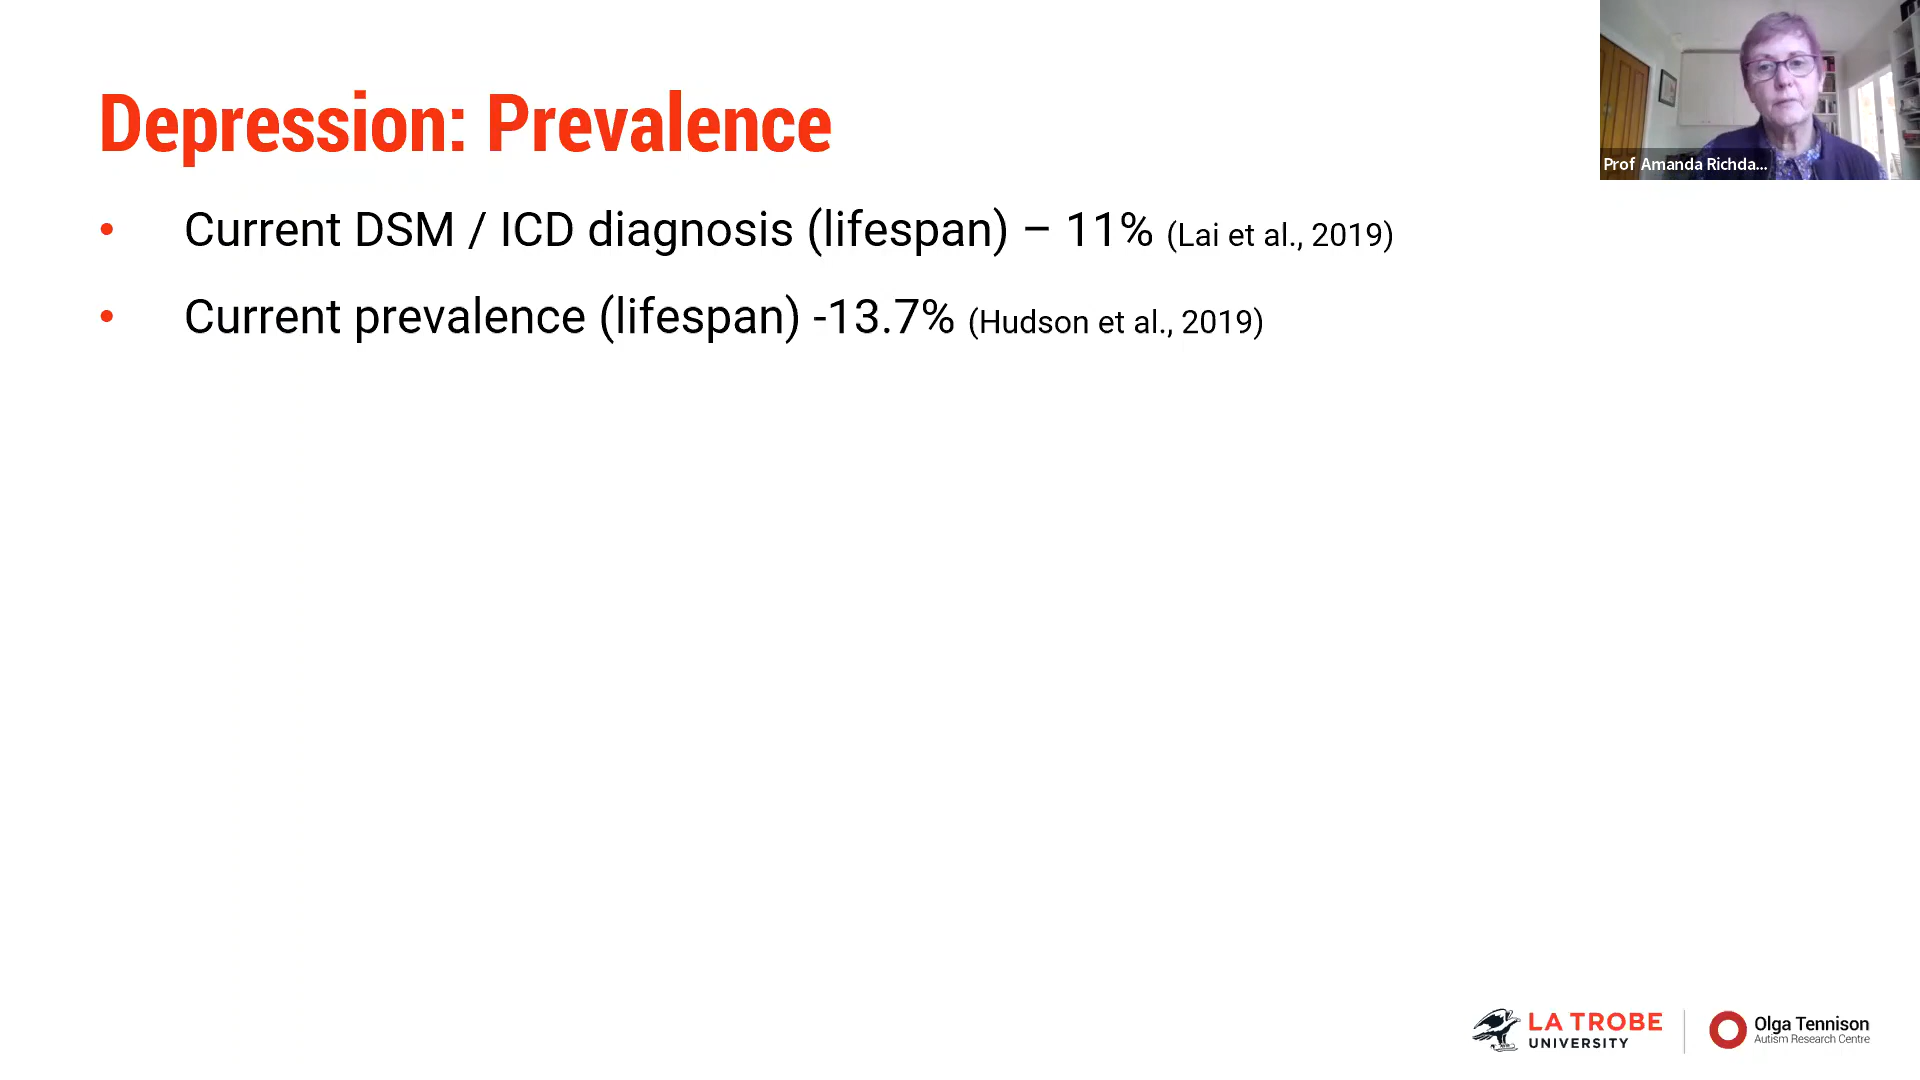 Depression: Prevalence
Prof Amanda Richda...
• Current DSM / ICD diagnosis (lifespan) – 11% (Lai et al., 2019)
• Current prevalence (lifespan) -13.7% (Hudson et al., 2019)
LA TROBE
UNIVERSITY
Olga Tennison
Autism Research Centre